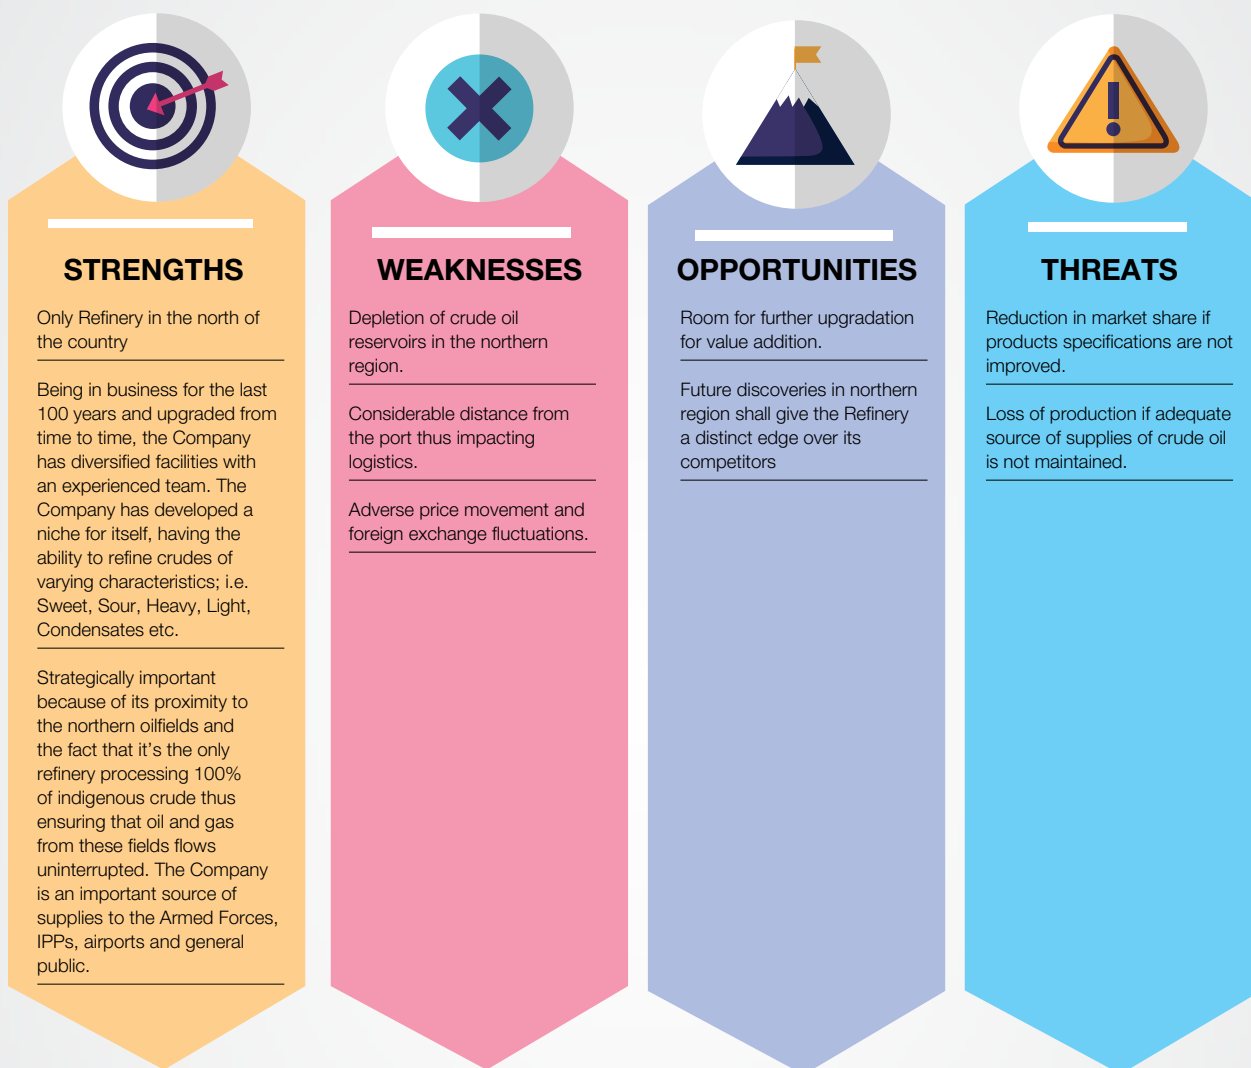 STRENGTHS
Only Refinery in the north of
the country
Being in business for the last
100 years and upgraded from
time to time, the Company
has diversified facilities with
an experienced team. The
Company has developed a
niche for itself, having the
ability to refine crudes of
varying characteristics; i.e.
Sweet, Sour, Heavy, Light,
Condensates etc.
Strategically important
because of its proximity to
the northern oilfields and
the fact that it’s the only
refinery processing 100%
of indigenous crude thus
ensuring that oil and gas
from these fields flows
uninterrupted. The Company
is an important source of
supplies to the Armed Forces,
IPPs, airports and general
public.
WEAKNESSES
Depletion of crude oil
reservoirs in the northern
region.
Considerable distance from
the port thus impacting
logistics.
Adverse price movement and
foreign exchange fluctuations.
OPPORTUNITIES
Room for further upgradation
for value addition.
Future discoveries in northern
region shall give the Refinery
a distinct edge over its
competitors
THREATS
Reduction in market share if
products specifications are not
improved.
Loss of production if adequate
source of supplies of crude oil
is not maintained.